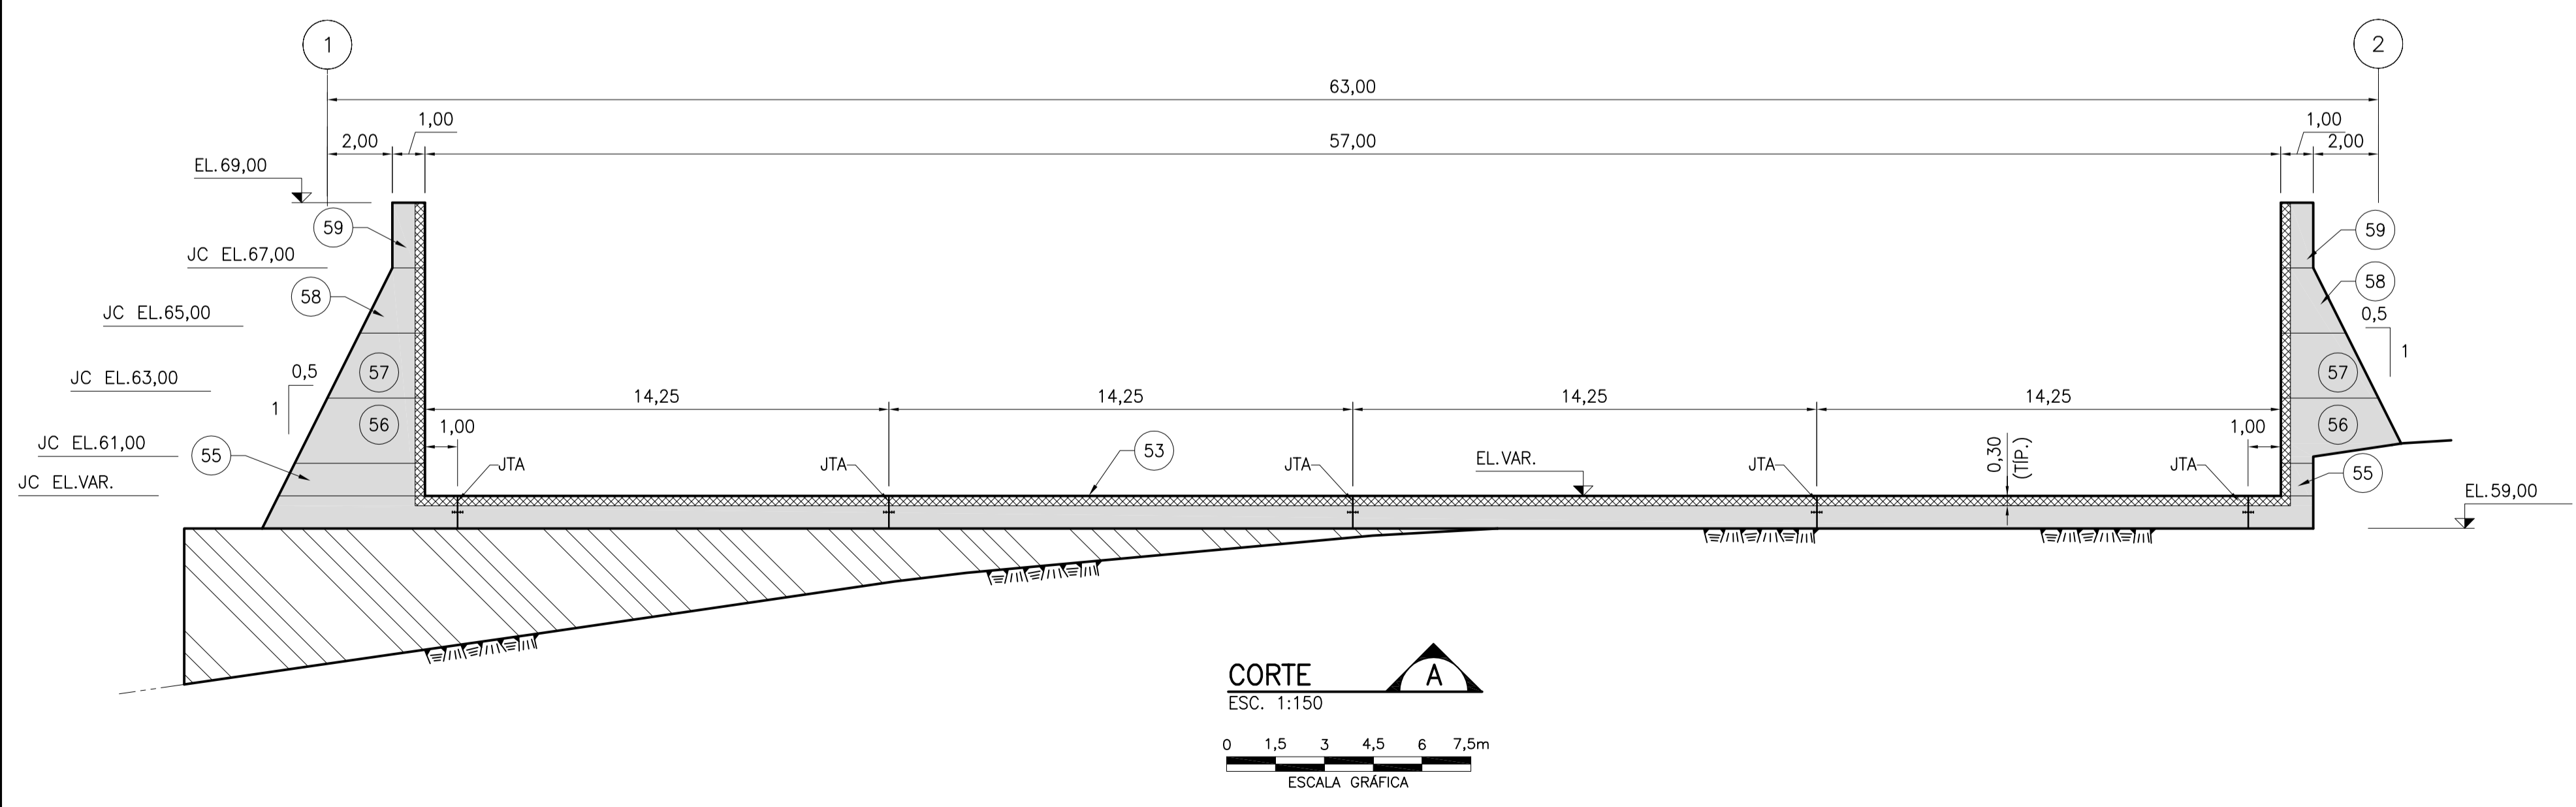 1
2
63,00
1,00
1,00
2,00
57,00
2,00
EL.69,00
59
59
JC EL.67,00
58
58
JC EL.65,00
0,5
1
57
57
JC EL.63,00
0,5
1
14,25
14,25
14,25
14,25
56
56
1,00
1,00
JC EL.61,00
55
53
JTA
JTA
JTA
EL.VAR.
JTA
0,30
(TÍP.)
JTA
55
JC EL.VAR.
EL.59,00
CORTE
A
ESC. 1:150
0 1,5 3 4,5 6 7,5m
ESCALA GRÁFICA